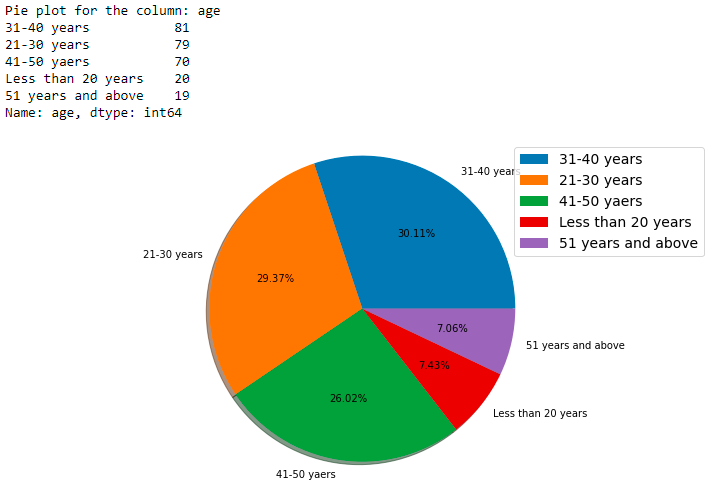 Pie plot for the column: age
31-40 years 81
21-30 years 79
41-50 yaers 70
Less than 20 years 20
51 years and above 19
Name: age, dtype: int64
31-40 years
31-40 years
21-30 years
41-50 yaers
Less than 20 years
51 years and above
30.11%
21-30 years
29.37%
7.06%
51 years and above
7.43%
26.02%
Less than 20 years
41-50 yaers